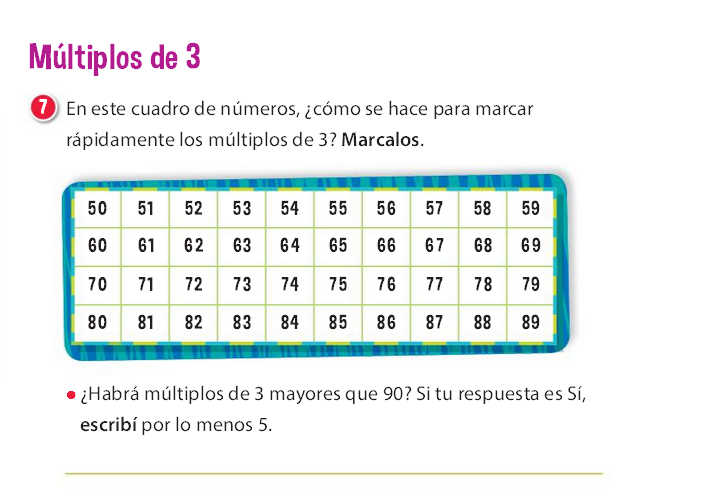 Múltiplos de 3
7 En este cuadro de números, ¿cómo se hace para marcar
rápidamente los múltiplos de 3? Marcalos.
50 51 52 53 54 55 56 57 58 59
60 61 62 63 64 65 66 67 68 69
70 71 72 73 74 75 76 77 78 79
80 81 82 83 84 85 86 87 88 89
• ¿Habrá múltiplos de 3 mayores que 90? Si tu respuesta es Sí,
escribí por lo menos 5.